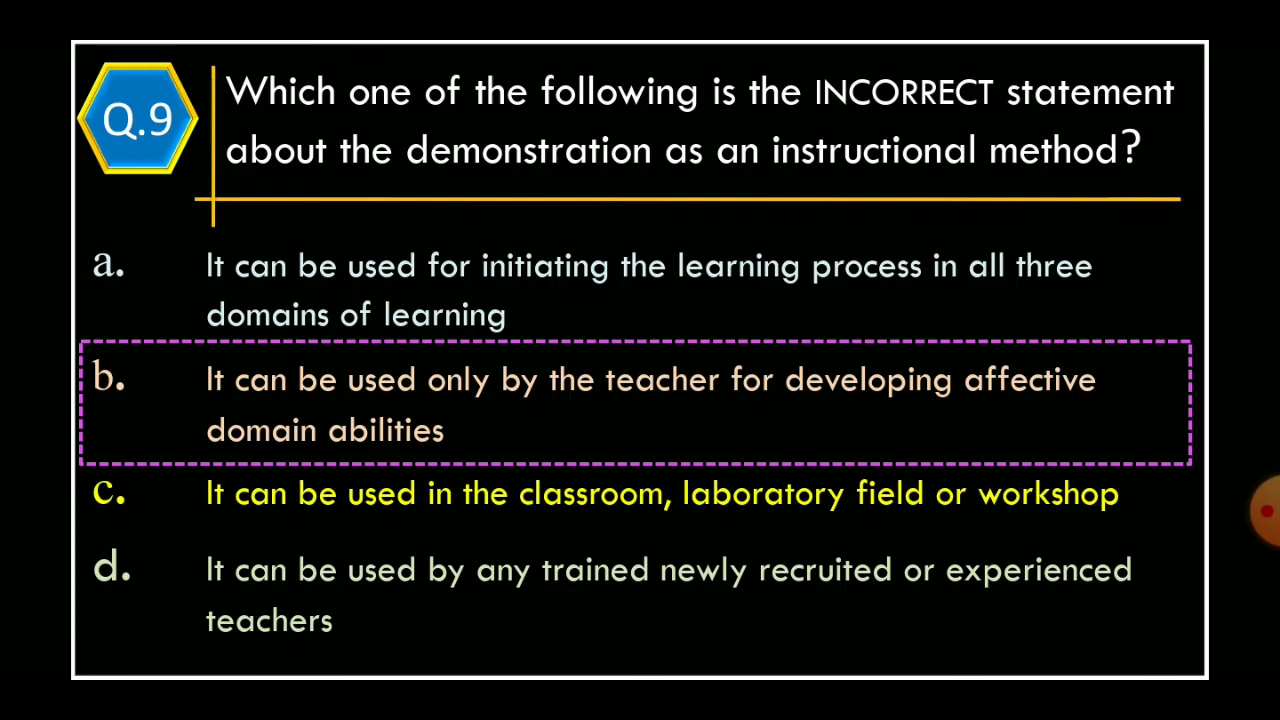 Q.9
Which one of the following is the INCORRECT statement
about the demonstration as an instructional method?
a. It can be used for initiating the learning process in all three
domains of learning
b. It can be used only by the teacher for developing affective
domain abilities
c. It can be used in the classroom, laboratory field or workshop
d. It can be used by any trained newly recruited or experienced
teachers